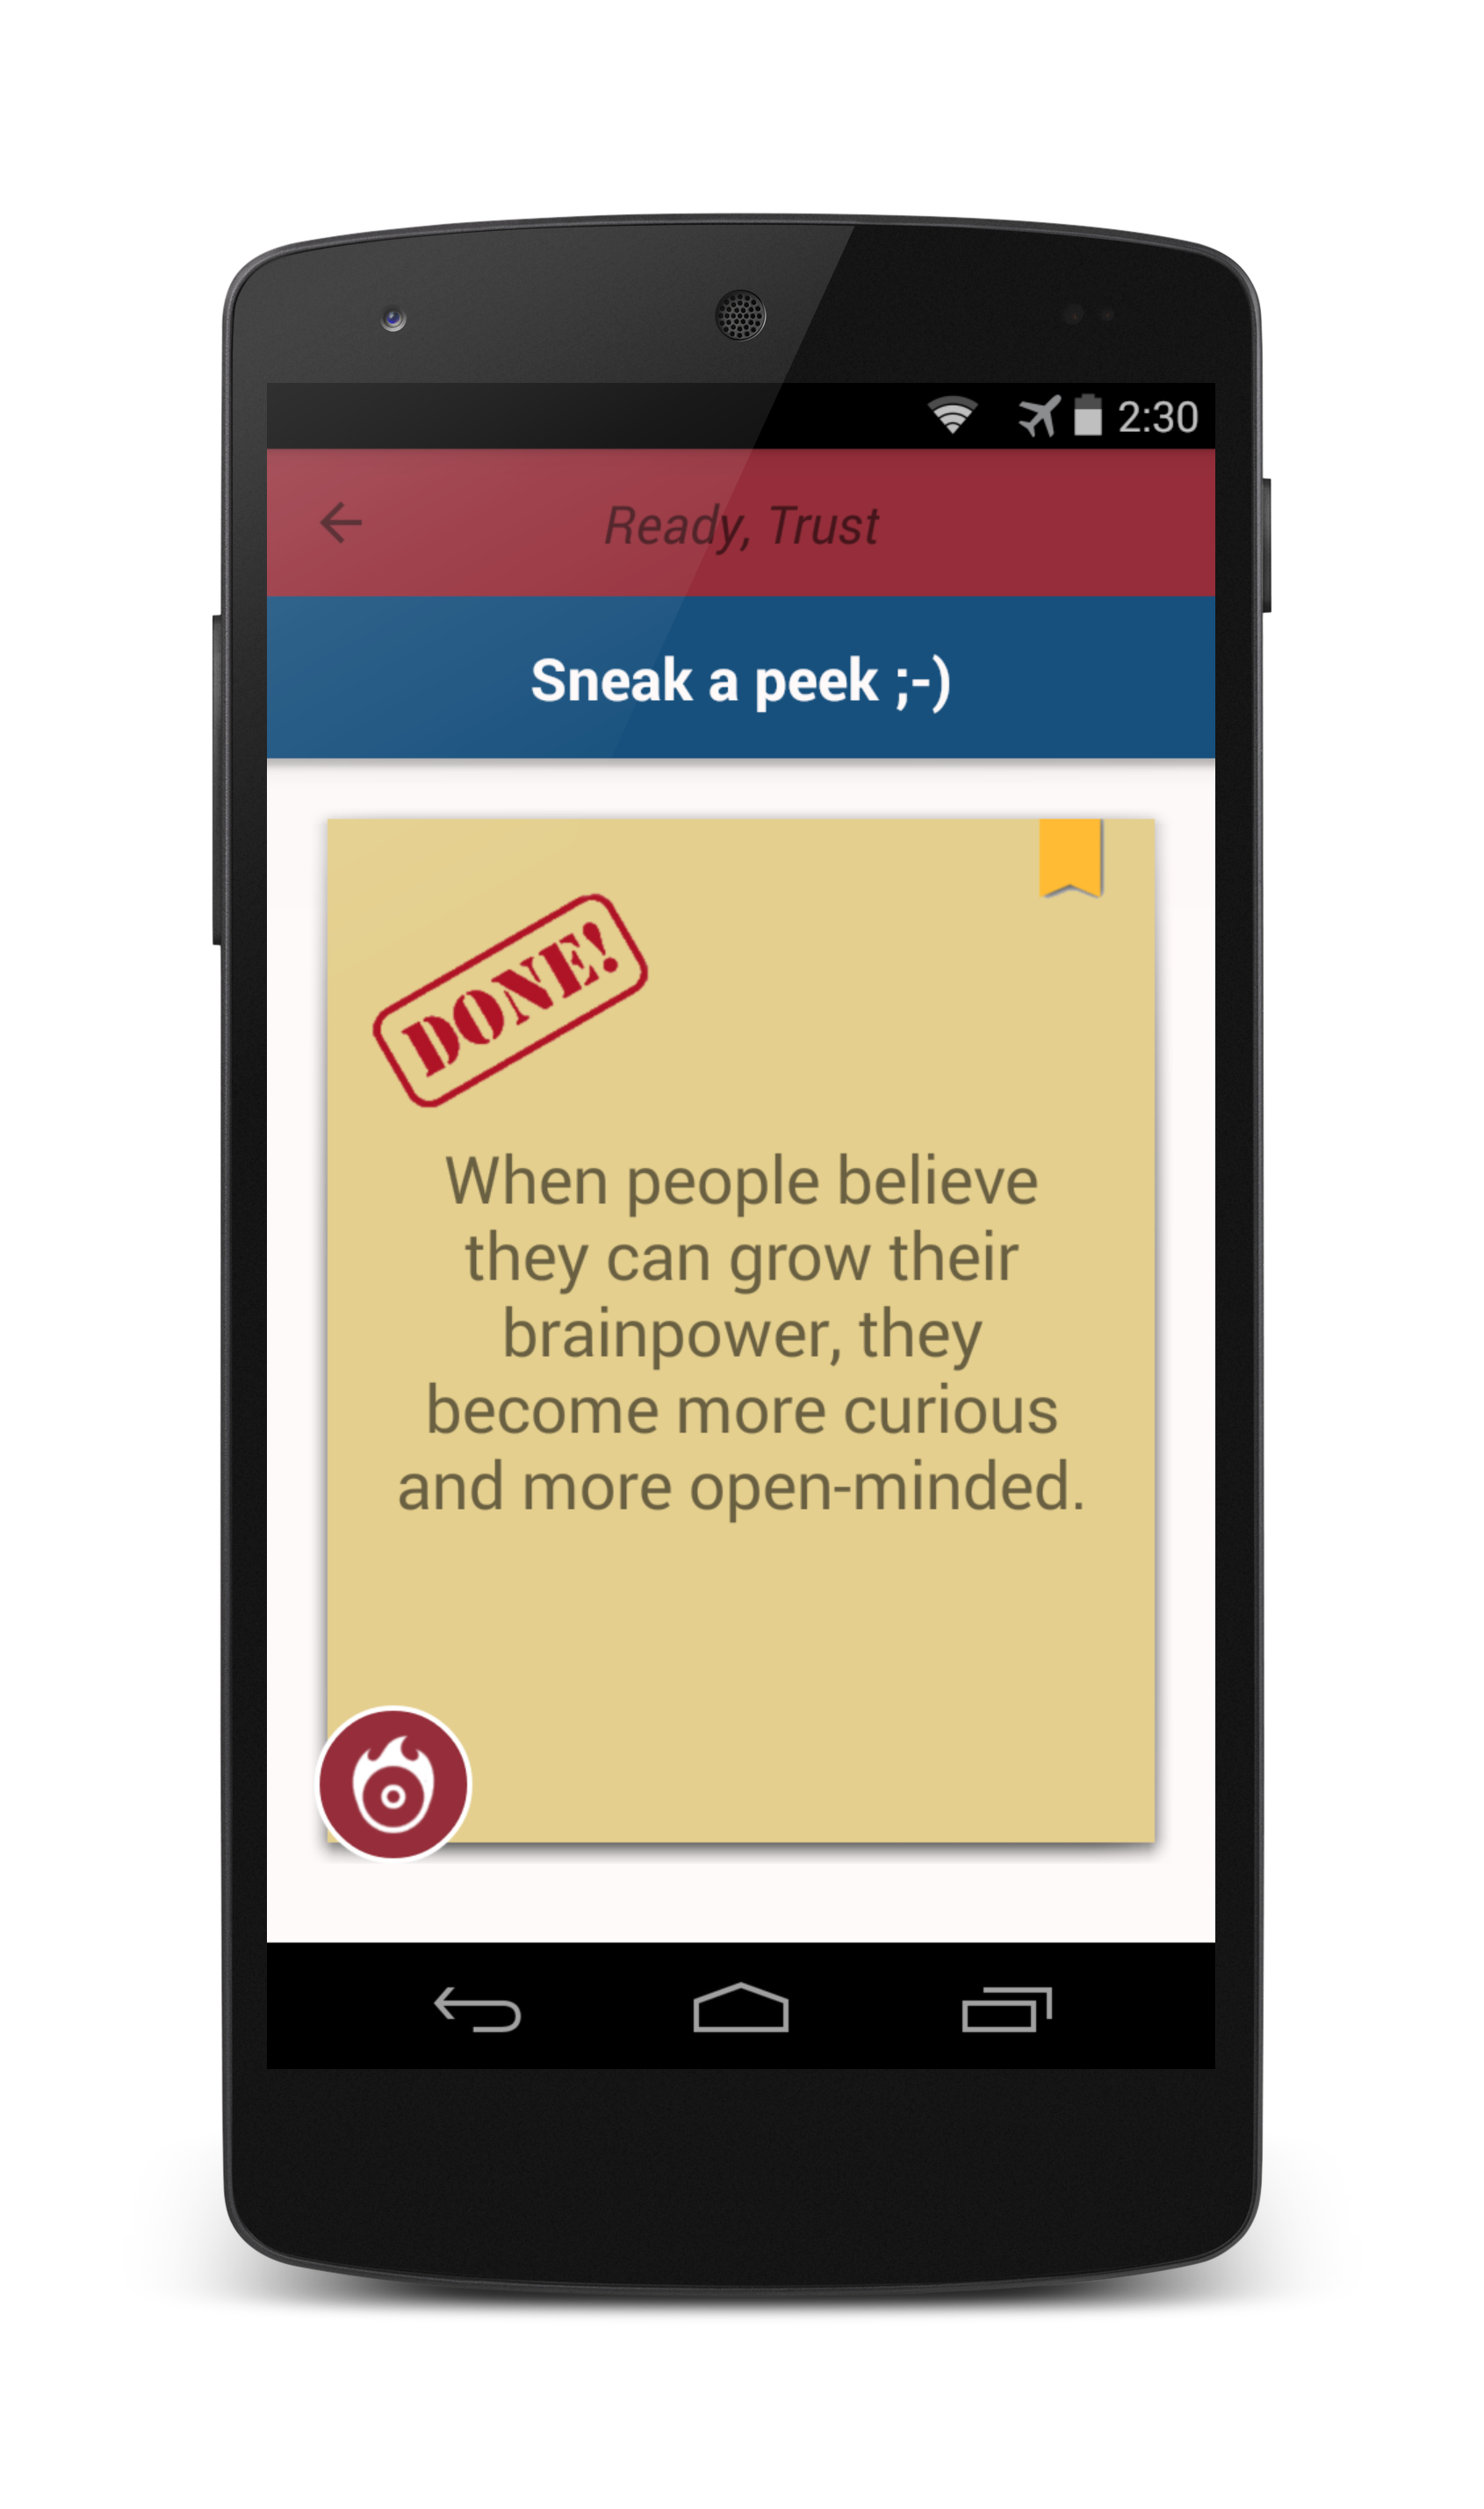 2:30
Ready, Trust
Sneak a peek ;-)
DONE!
When people believe
they can grow their
brainpower, they
become more curious
and more open-minded.